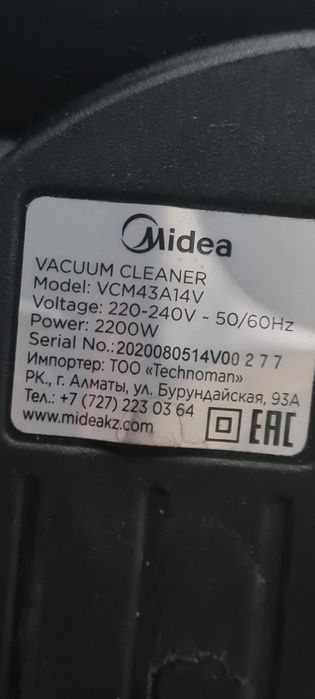 Midea
VACUUM CLEANER
Model: VCM43A14V
Voltage: 220-240V ~ 50/60Hz
Power: 2200W
Serial No.:2020080514V00 2 7 7
Импортер: ТОО «Technoman»
РК., г. Алматы, ул. Бурундайская, 93А
Тел.: +7 (727) 223 03 64
www.mideakz.com
EAC